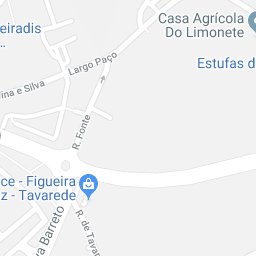 eiradis
...
Casa Agrícola
Do Limonete
Largo Paço
Estufas d
ina e Silva
R. Fonte
ce - Figueira
z - Tavarede
a Barreto
R. de Tavar